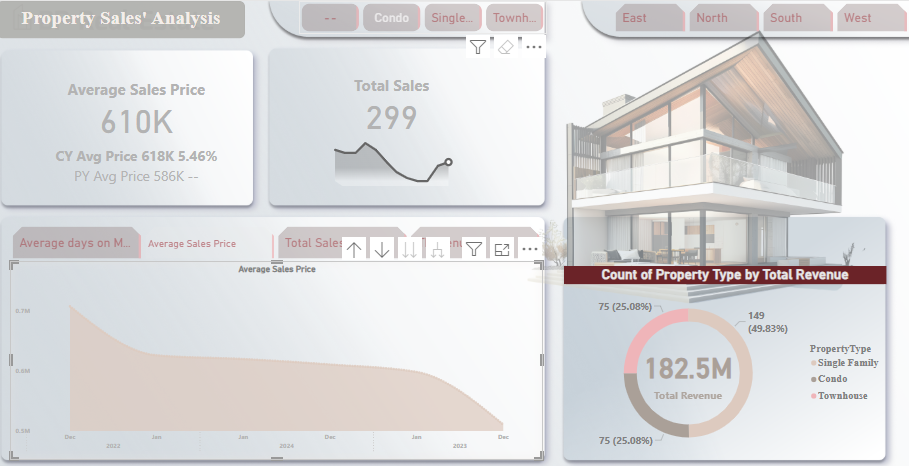 Property Sales' Analysis
--
Condo
Single...
Townh...
East
North
South
West
Average Sales Price
610K
CY Avg Price 618K 5.46%
PY Avg Price 586K --
Total Sales
299
Average days on M...
Average Sales Price
Total Sales
Average Sales Price
0.7M
0.6M
0.5M
Dec
Jan
Jan
Dec
Jan
Dec
2022
2024
2023
Count of Property Type by Total Revenue
75 (25.08%)
149
(49.83%)
182.5M
Total Revenue
75 (25.08%)
PropertyType
Single Family
Condo
Townhouse